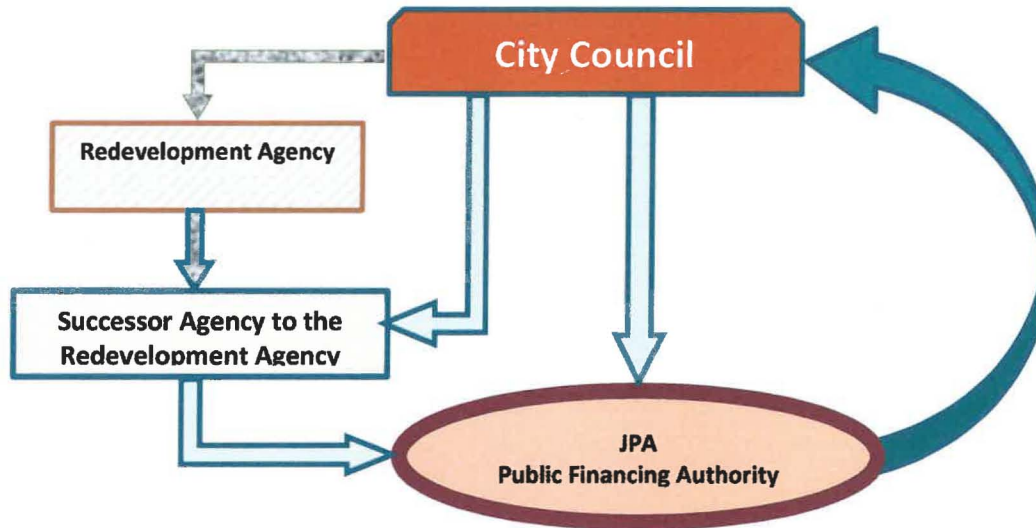 City Council
Redevelopment Agency
Successor Agency to the
Redevelopment Agency
JPA
Public Financing Authority